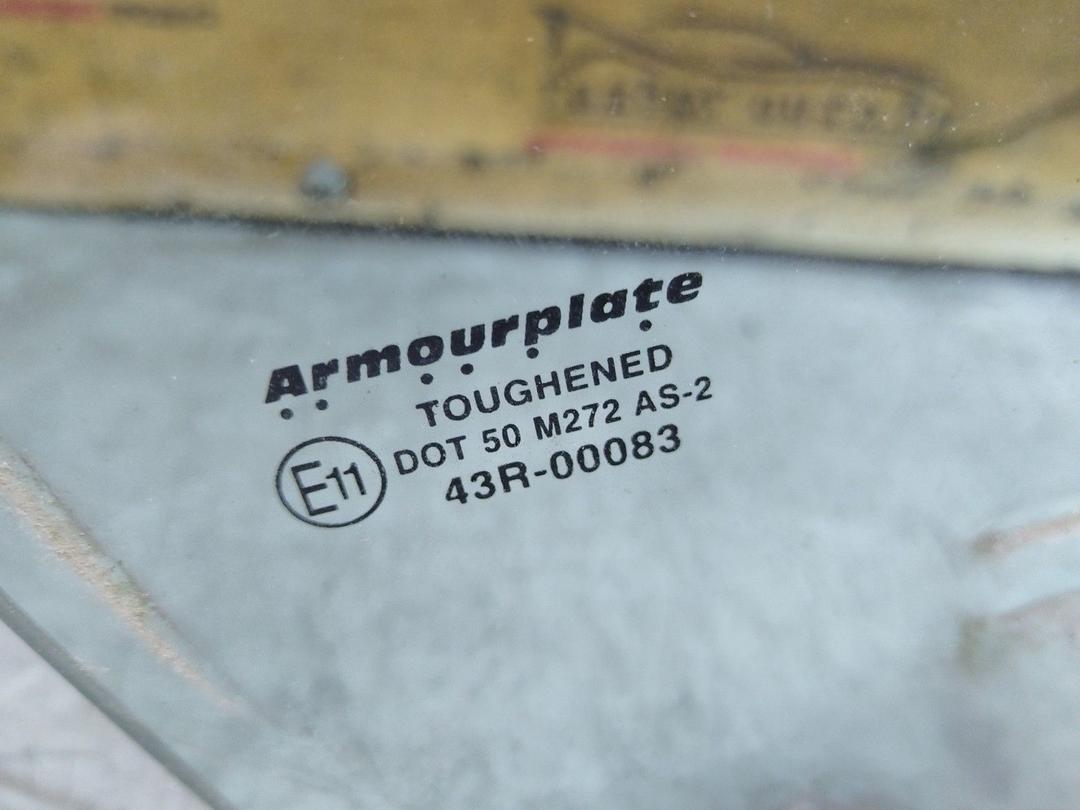 Armourplate
TOUGHENED
DOT 50 M272 AS-2
E11
43R-00083